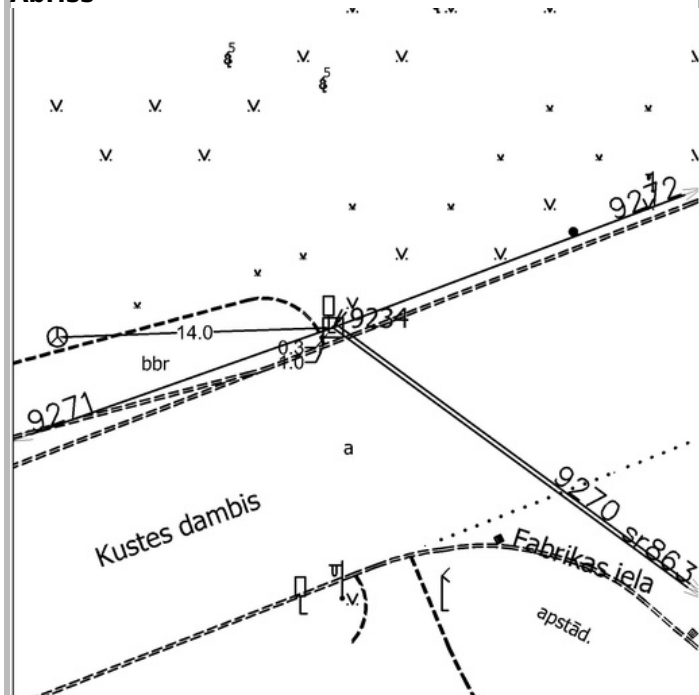 Abriss
5
5
9272
9234
14.0
0.3
1.0
bbr
9271
a
9270 sr863
Kustes dambis
Fabrikas iela
apstād.